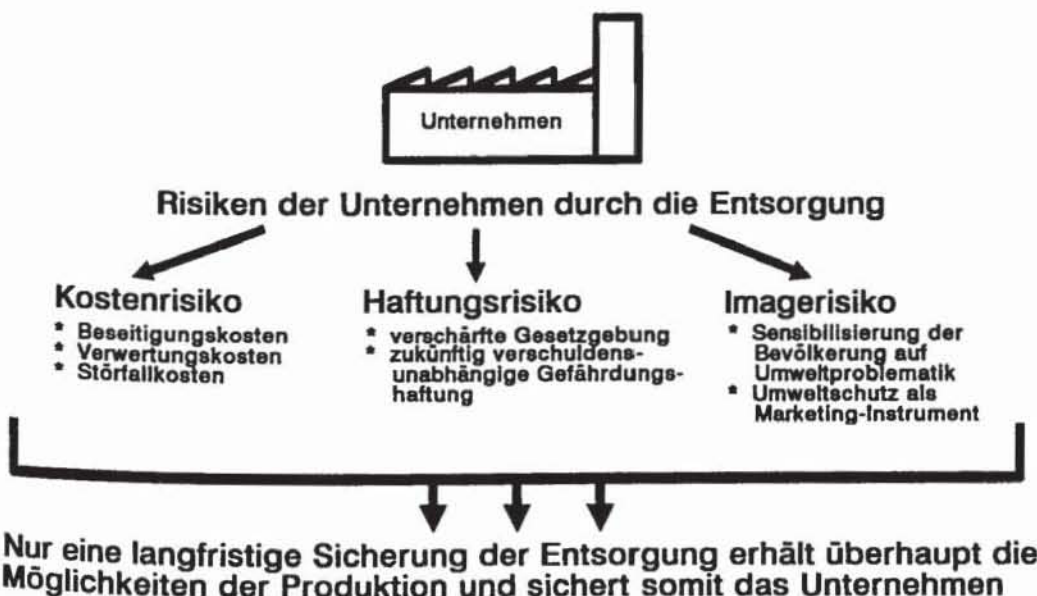 Unternehmen
Risiken der Unternehmen durch die Entsorgung
Kostenrisiko
* Beseitigungskosten
* Verwertungskosten
* Störfallkosten
Haftungsrisiko
* verschärfte Gesetzgebung
* zukünftig verschuldens-
unabhängige Gefährdungs-
haftung
Imagerisiko
* Sensibilisierung der
Bevölkerung auf
Umweltproblematik
* Umweltschutz als
Marketing-Instrument
Nur eine langfristige Sicherung der Entsorgung erhält überhaupt die
Möglichkeiten der Produktion und sichert somit das Unternehmen